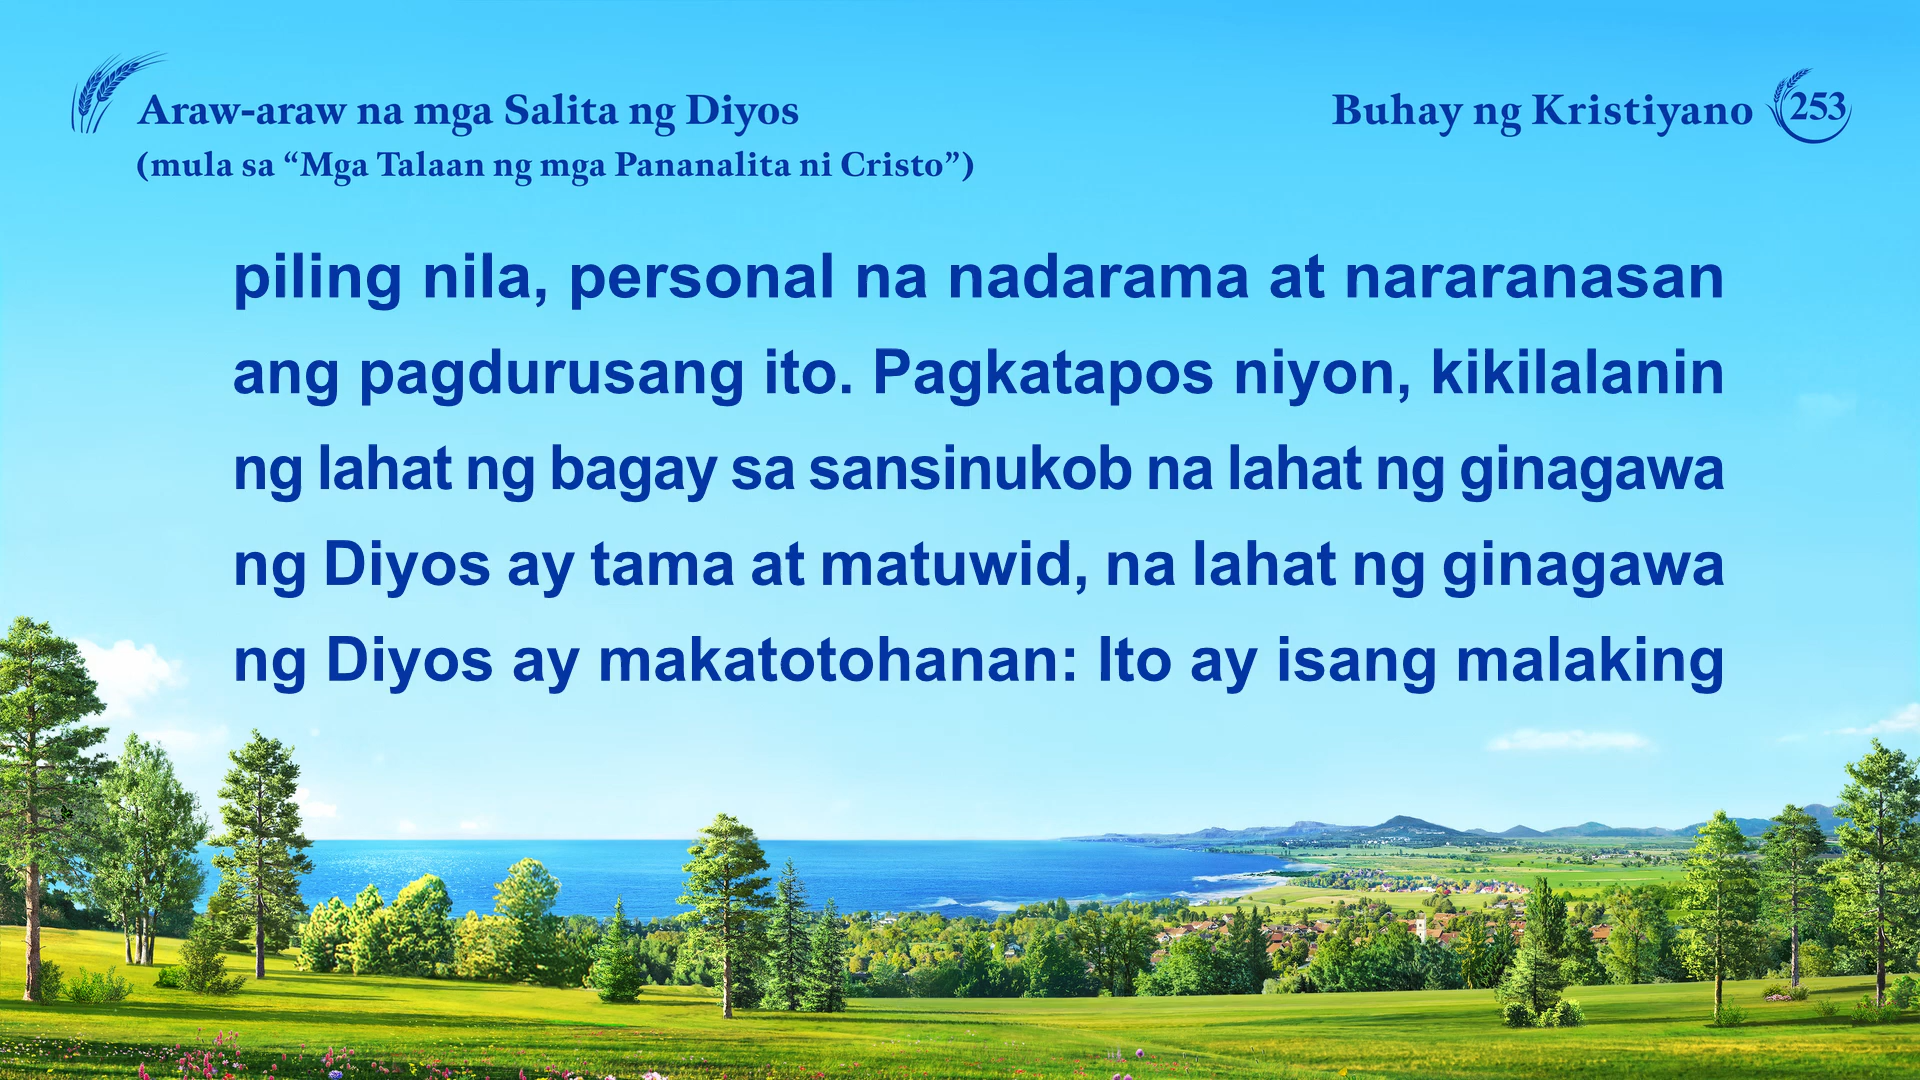 Araw-araw na mga Salita ng Diyos
(mula sa “Mga Talaan ng mga Pananalita ni Cristo”)
Buhay ng Kristiyano 253
piling nila, personal na nadarama at nararanasan
ang pagdurusang ito. Pagkatapos niyon, kikilalanin
ng lahat ng bagay sa sansinukob na lahat ng ginagawa
ng Diyos ay tama at matuwid, na lahat ng ginagawa
ng Diyos ay makatotohanan: Ito ay isang malaking